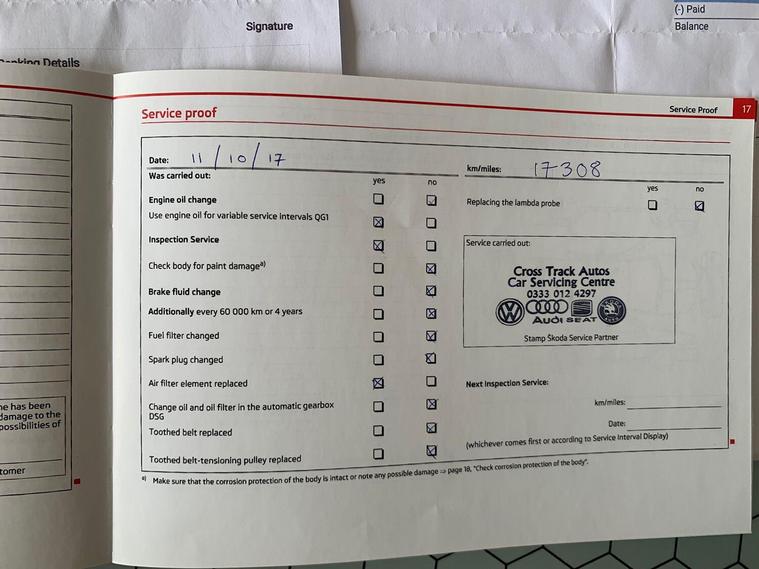 Signature
(-) Paid
Balance
Details
Service Proof 17
Service proof
Date: 11/10/17
km/miles: 17308
Was carried out:
yes no
yes no
Engine oil change
Replacing the lambda probe
Use engine oil for variable service intervals QG1
Inspection Service
Service carried out:
Check body for paint damage a)
Cross Track Autos
Car Servicing Centre
0333 012 4297
AUDI SEAT
Stamp Škoda Service Partner
Brake fluid change
Additionally every 60 000 km or 4 years
Fuel filter changed
Spark plug changed
Air filter element replaced
Next Inspection Service:
Change oil and oil filter in the automatic gearbox
DSG
km/miles:
Date:
Toothed belt replaced
(whichever comes first or according to Service Interval Display)
Toothed belt-tensioning pulley replaced
a) Make sure that the corrosion protection of the body is intact or note any possible damage ⇒ page 18, "Check corrosion protection of the body".
has been
damage to the
possibilities of